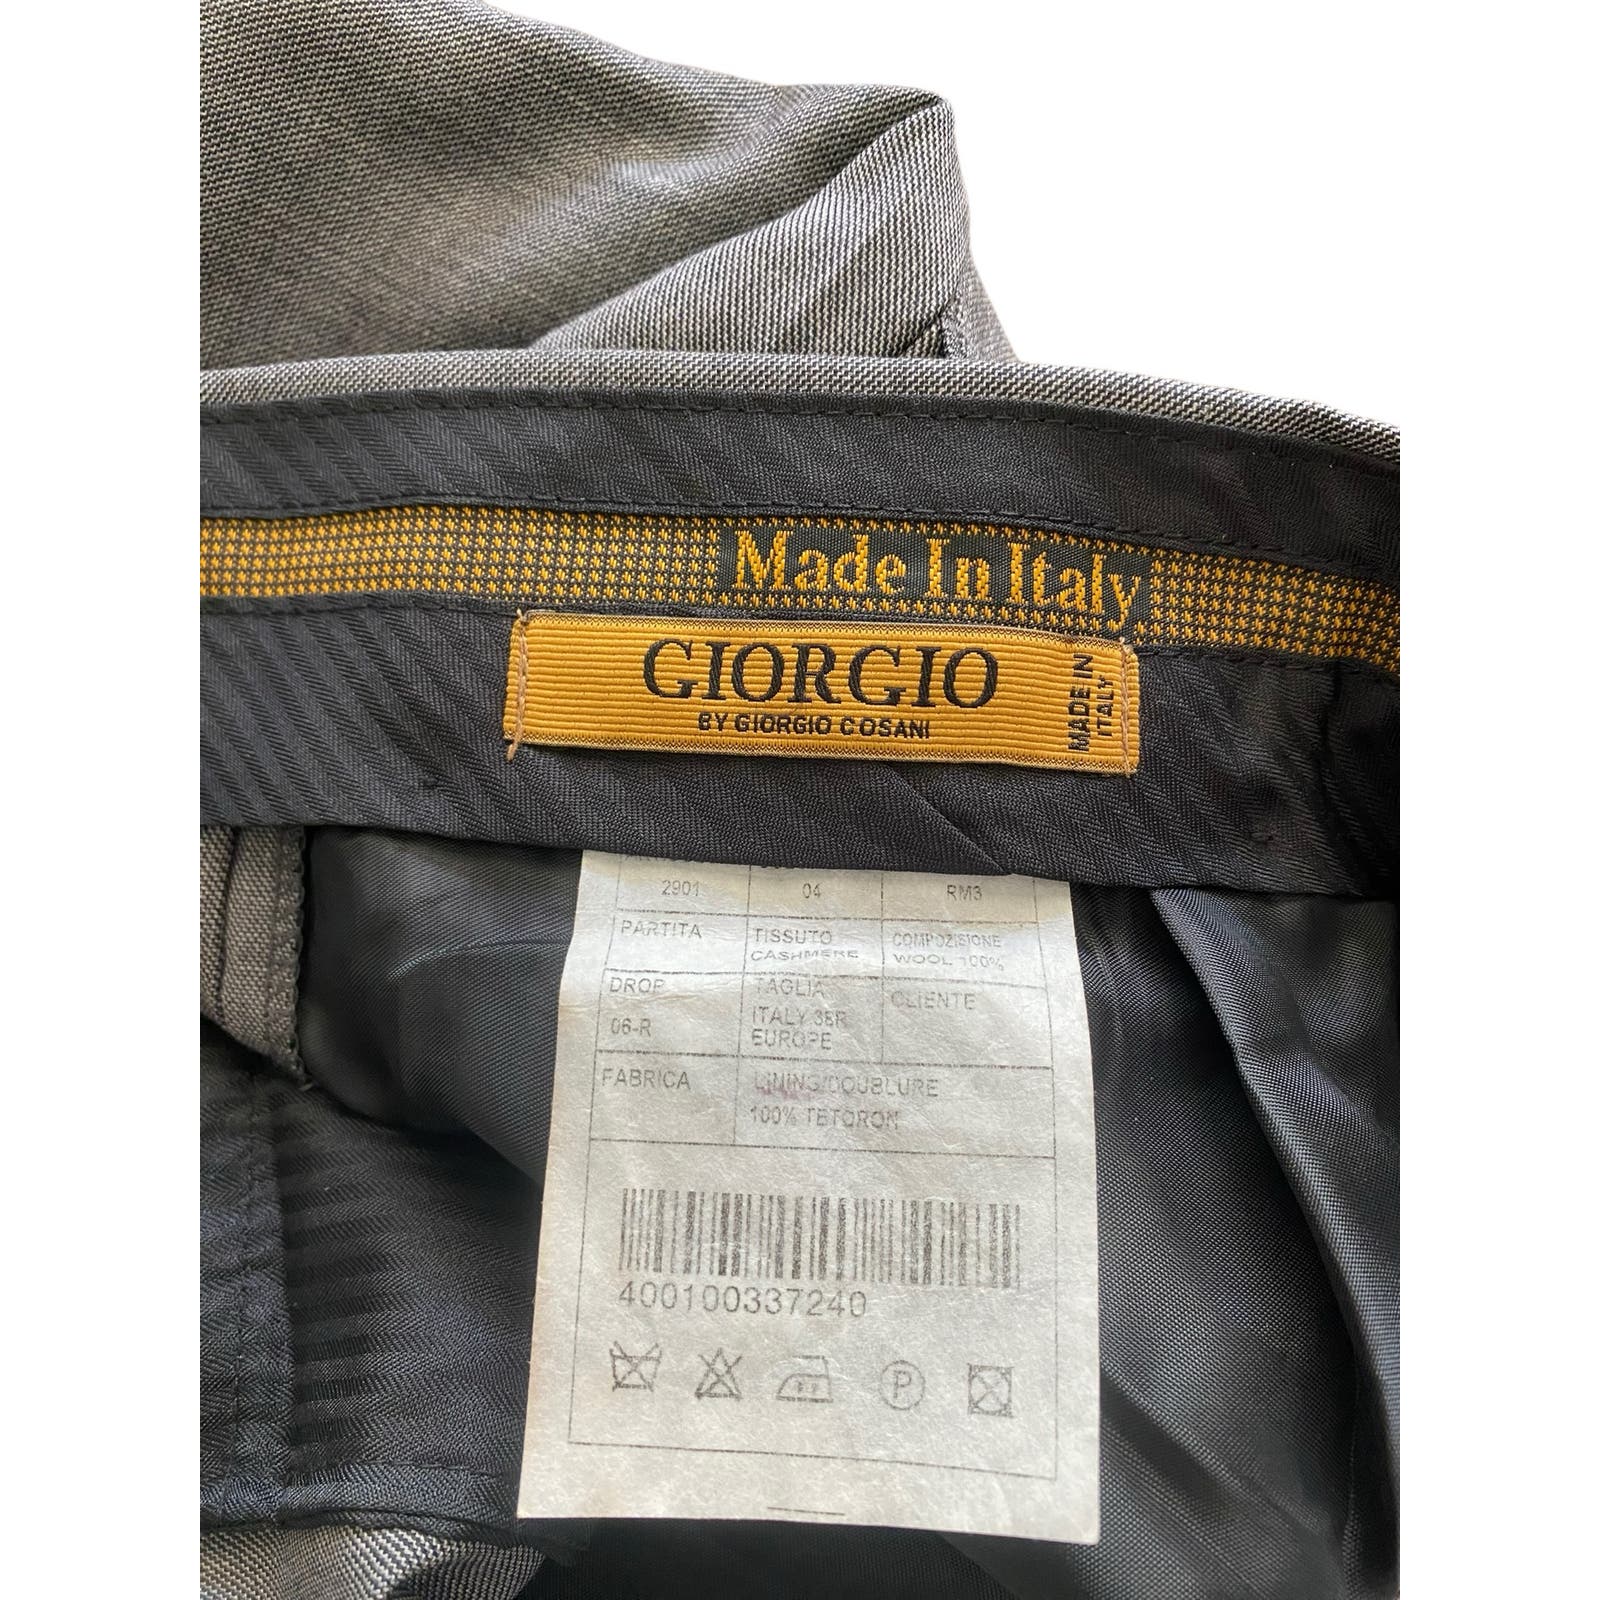 Made In Italy
GIORGIO
BY GIORGIO COSANI
MADE IN
ITALY
2901 04 RM3
PARTITA TISSUTO COMPOZISIONE
CASHMERE WOOL 100%
DROP TAGLIA CLIENTE
06-R ITALY 38R
EUROPE
FABRICA LINING/DOUBLURE
100% TETORON
400100337240
P